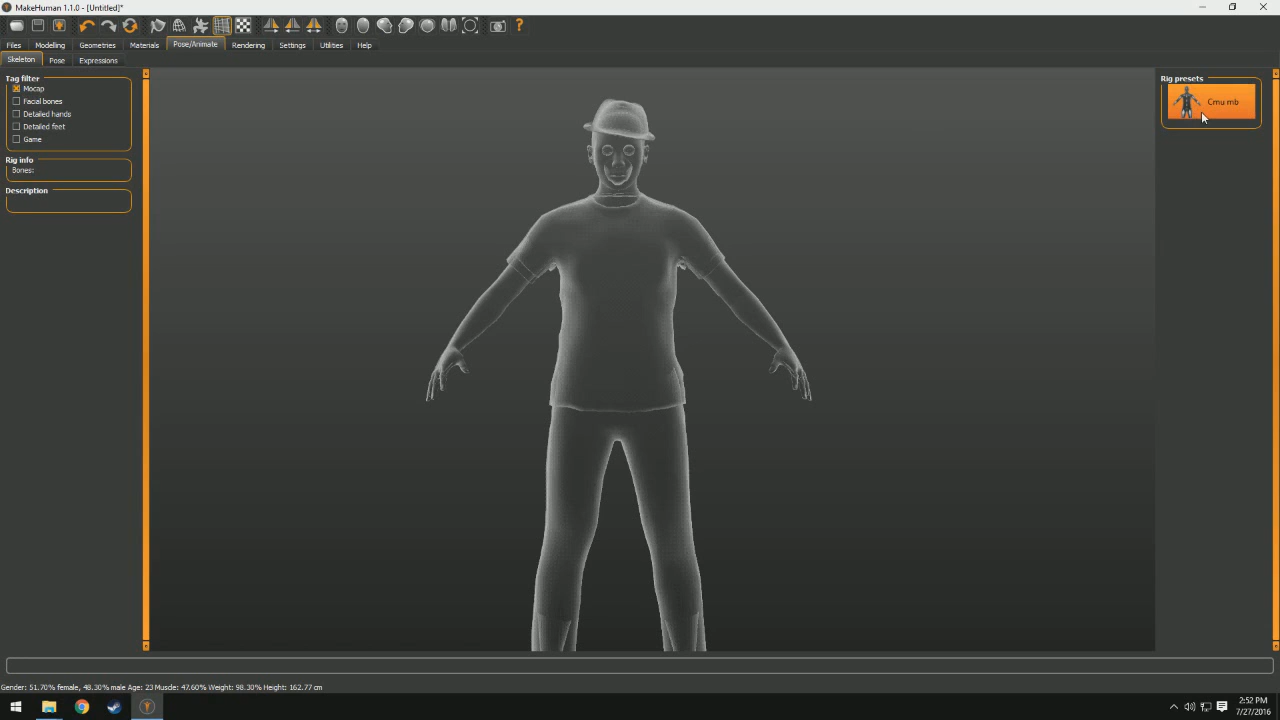 MakeHuman 1.1.0 - [Untitled]*
Files Modelling Geometries Materials Pose/Animate Rendering Settings Utilities Help
Skeleton Pose Expressions
Tag filter
Mocap
Facial bones
Detailed hands
Detailed feet
Game
Rig info
Bones:
Description
Rig presets
Cmu mb
Gender: 51.70% female, 48.30% male Age: 23 Muscle: 47.60% Weight: 98.30% Height: 162.77 cm
2:52 PM
7/27/2016